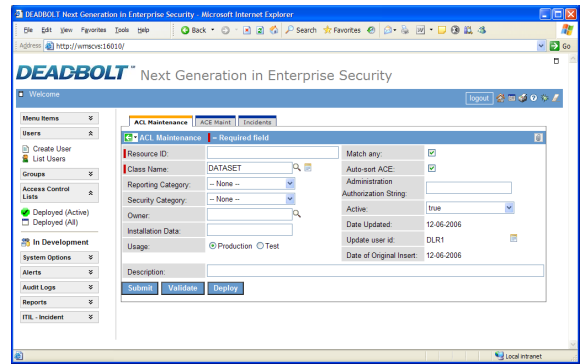 DEADBOLT Next Generation in Enterprise Security - Microsoft Internet Explorer
File Edit View Favorites Tools Help Back Search Favorites
Address http://wmscvs:16010/ Go
DEADBOLT™ Next Generation in Enterprise Security
Welcome logout
Menu Items
Users
Create User
List Users
Groups
Access Control Lists
Deployed (Active)
Deployed (All)
In Development
System Options
Alerts
Audit Logs
Reports
ITIL - Incident
ACL Maintenance ACE Maint Incidents
ACL Maintenance -- Required field
Resource ID: Match any:
Class Name: DATASET Auto-sort ACE:
Reporting Category: -- None -- Administration Authorization String:
Security Category: -- None -- Active: true
Owner: Date Updated: 12-06-2006
Installation Data: Update user id: DLR1
Usage: Production Test Date of Original Insert: 12-06-2006
Description:
Submit Validate Deploy
Local intranet